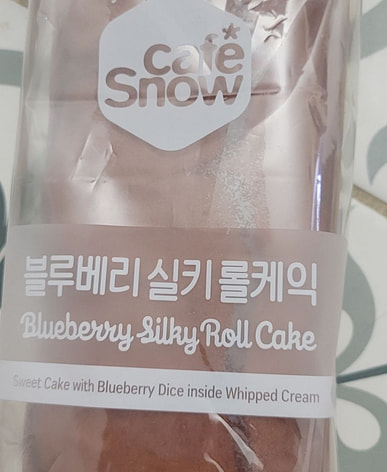 cafe
Snow
블루베리 실키 롤케익
Blueberry Silky Roll Cake
Sweet Cake with Blueberry Dice inside Whipped Cream